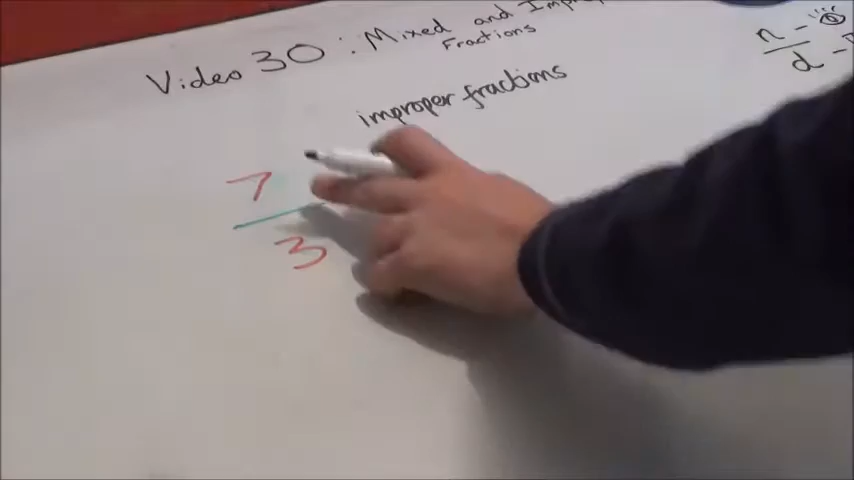 Video 30: Mixed and
Fractions
improper fractions
n -
d -
7
3